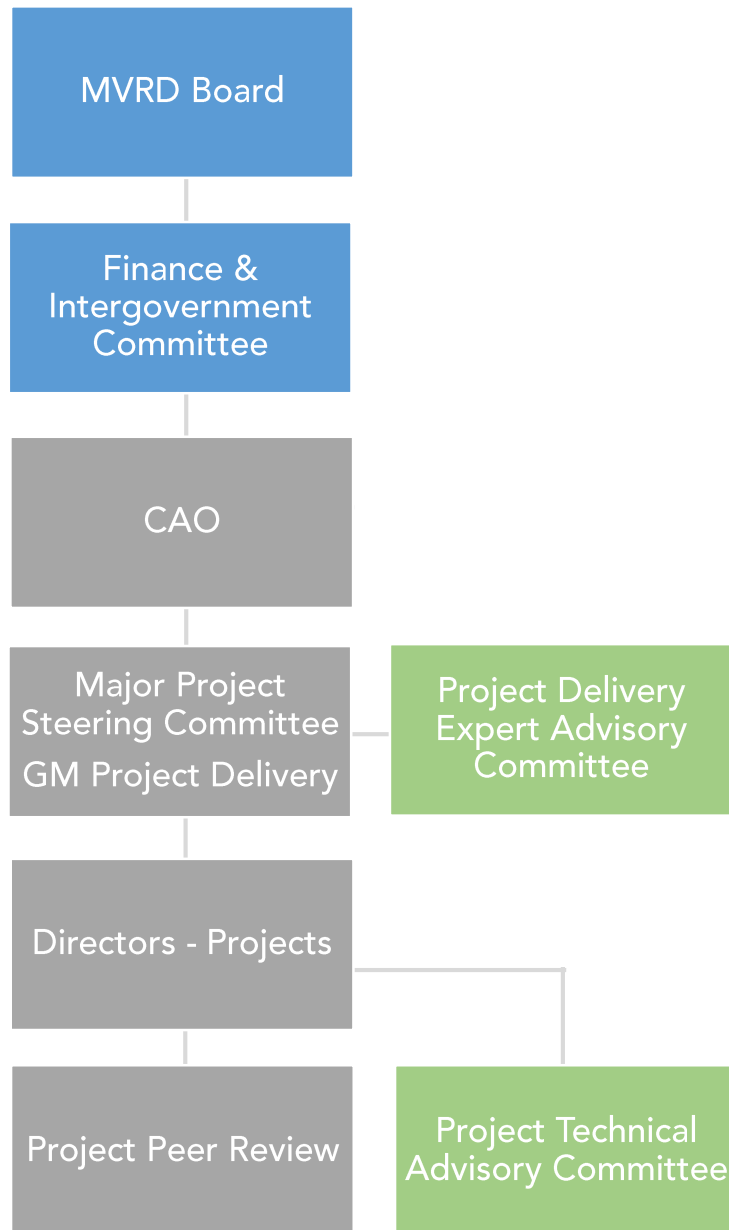 MVRD Board
Finance &
Intergovernment
Committee
CAO
Major Project
Steering Committee
GM Project Delivery
Project Delivery
Expert Advisory
Committee
Directors - Projects
Project Peer Review
Project Technical
Advisory Committee